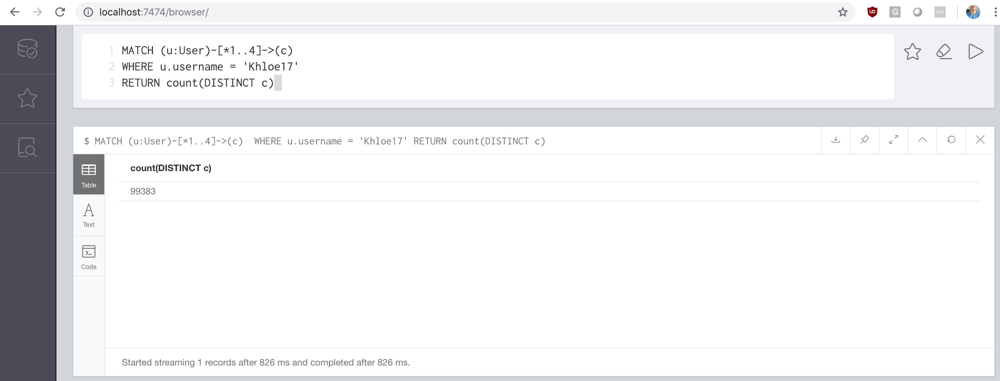 localhost:7474/browser/
G
pexip
1 MATCH (u:User)-[*1..4]->(c)
2 WHERE u.username = 'Khloe17'
3 RETURN count(DISTINCT c)
$ MATCH (u:User)-[*1..4]->(c)  WHERE u.username = 'Khloe17' RETURN count(DISTINCT c)
Table
count(DISTINCT c)
99383
A
Text
Code
Started streaming 1 records after 826 ms and completed after 826 ms.